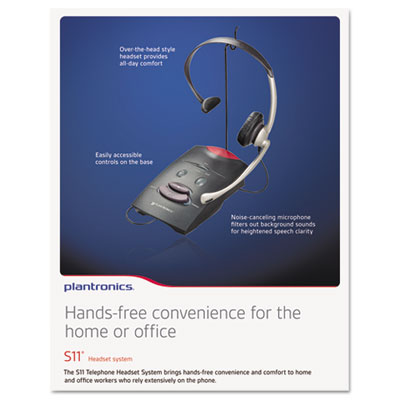 Over-the-head style
headset provides
all-day comfort
Easily accessible
controls on the base
Noise-canceling microphone
filters out background sounds
for heightened speech clarity
plantronics.
Hands-free convenience for the
home or office
S11® Headset system
The S11 Telephone Headset System brings hands-free convenience and comfort to home
and office workers who rely extensively on the phone.